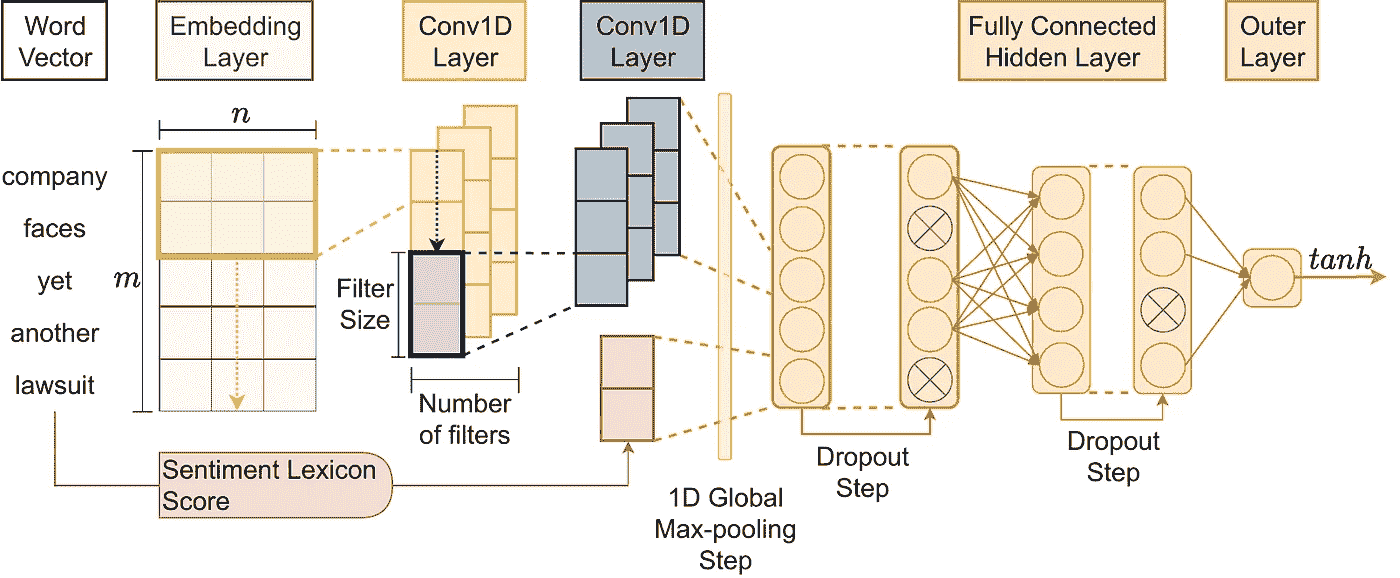 Word
Vector
Embedding
Layer
Conv1D
Layer
Conv1D
Layer
Fully Connected
Hidden Layer
Outer
Layer
n
m
company
faces
yet
another
lawsuit
Filter
Size
Number
of filters
Sentiment Lexicon
Score
1D Global
Max-pooling
Step
Dropout
Step
Dropout
Step
tanh